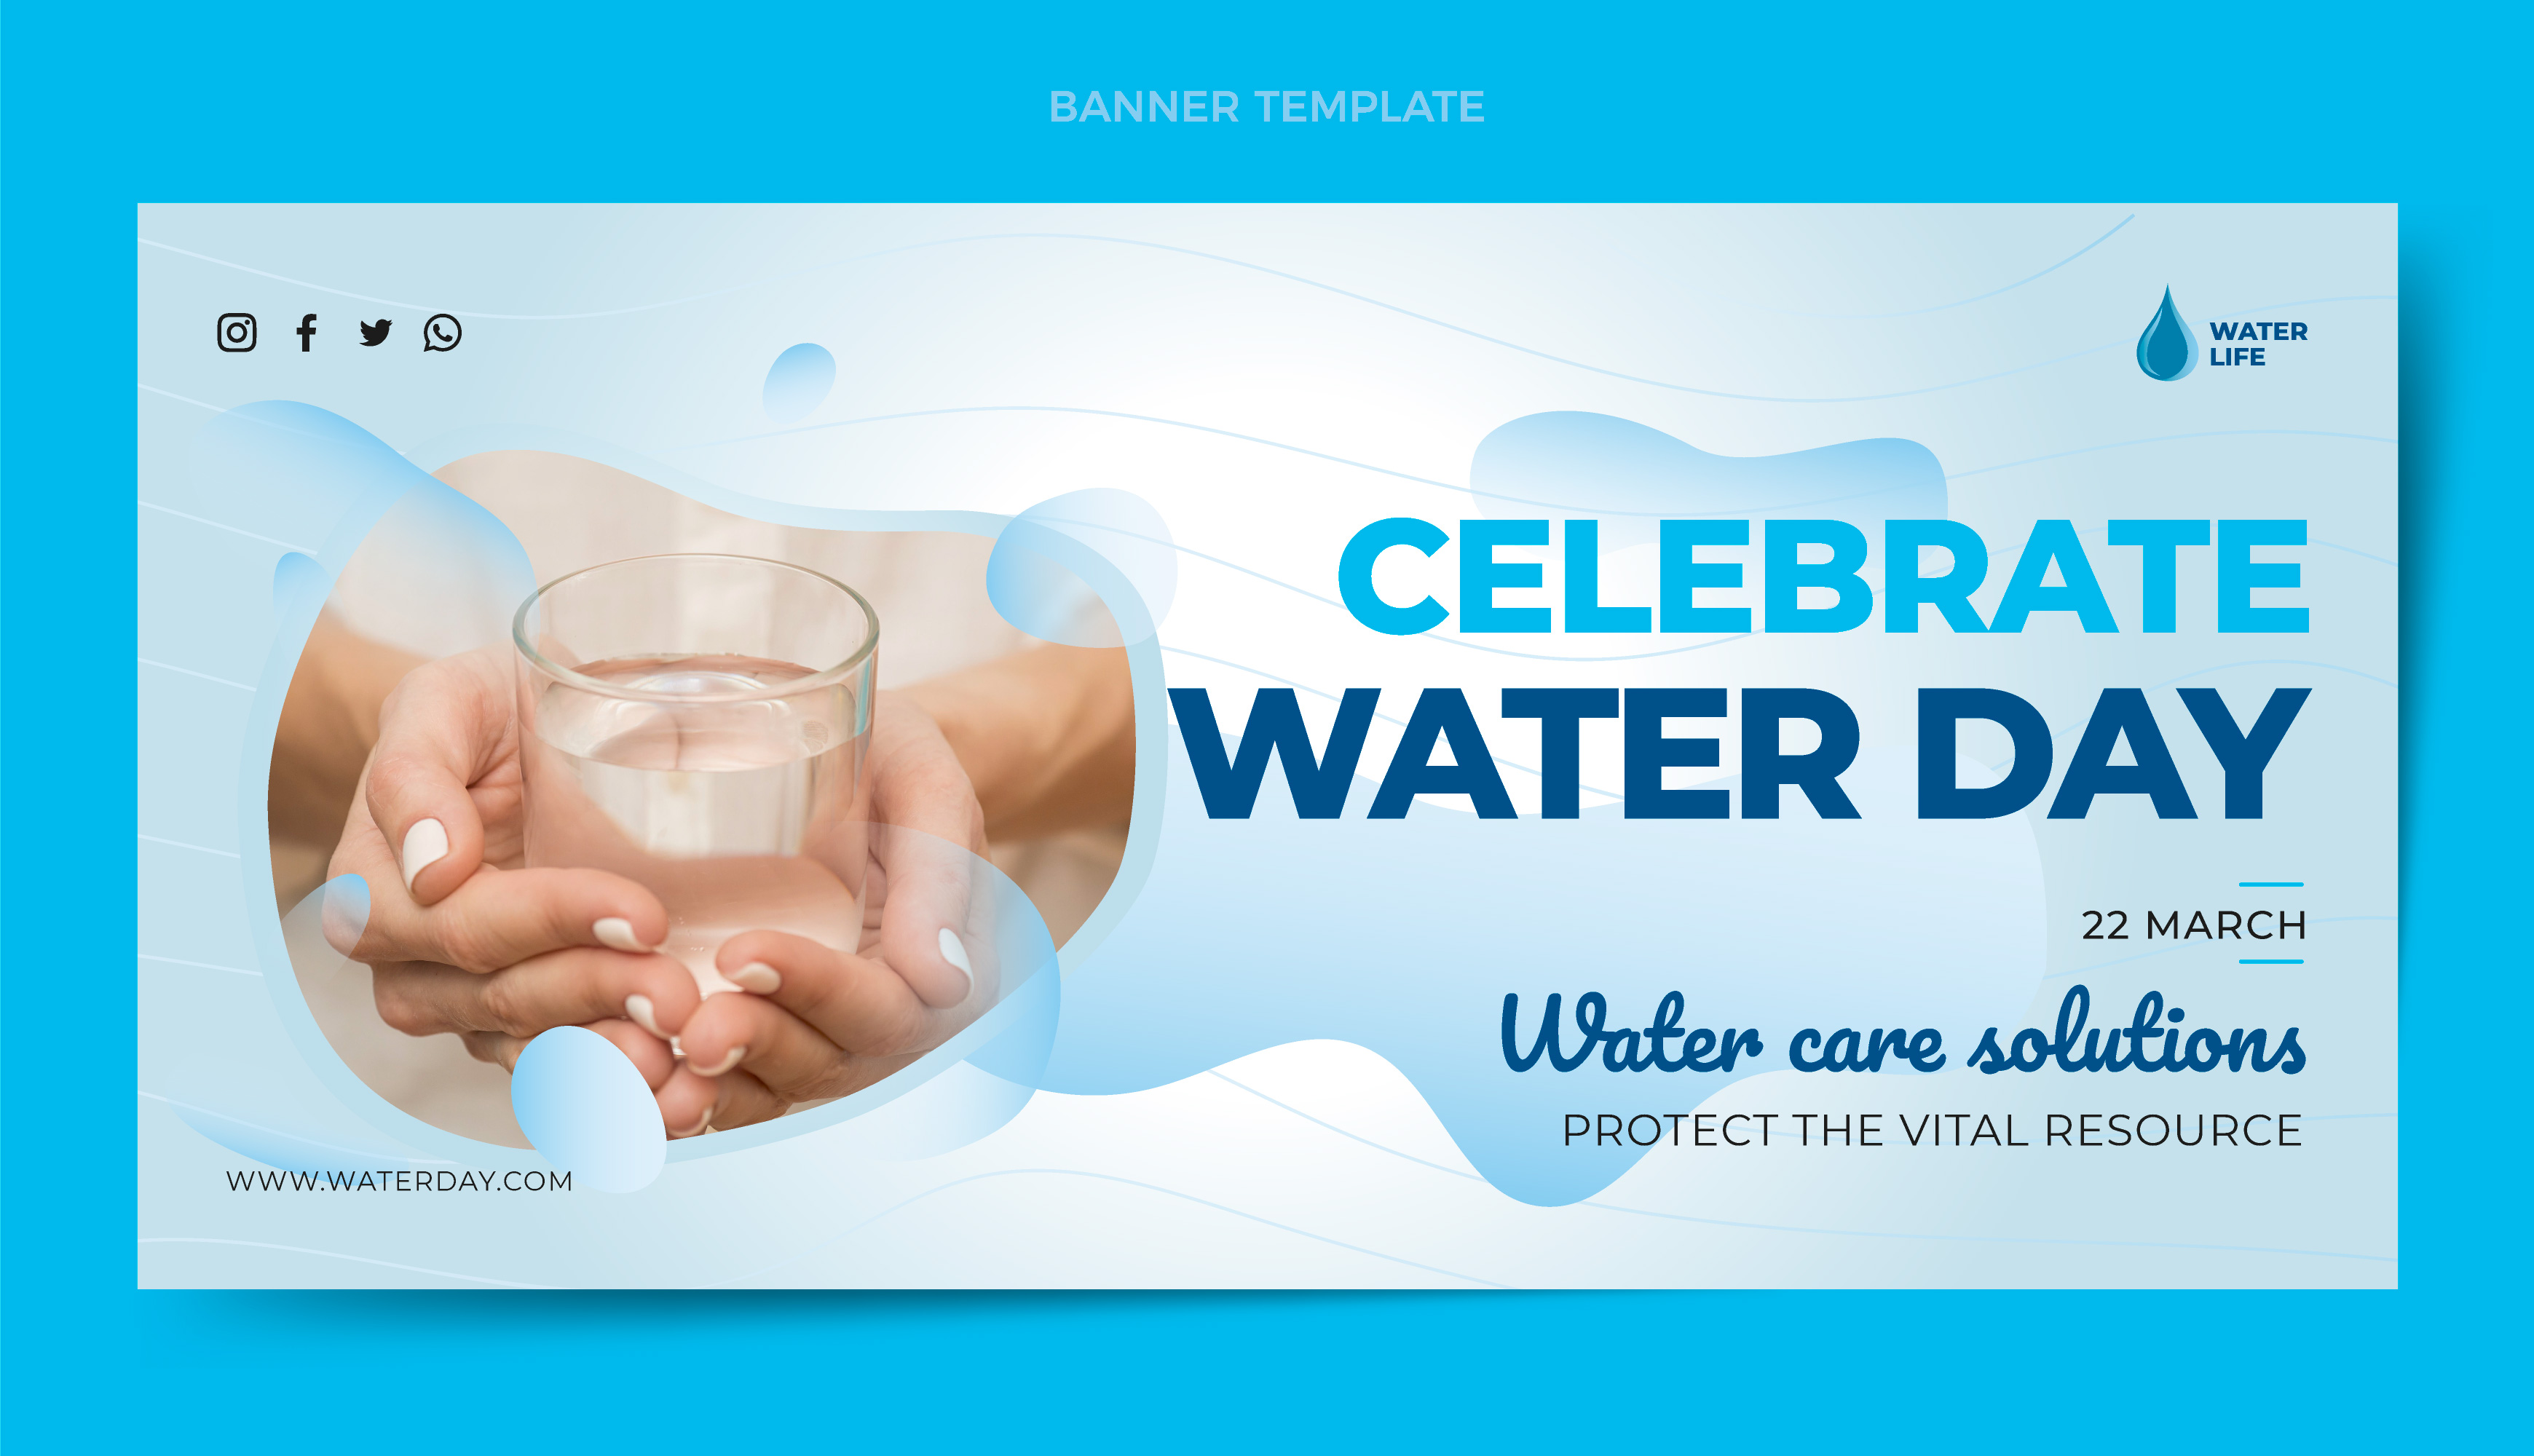 BANNER TEMPLATE
WATER
LIFE
CELEBRATE
WATER DAY
22 MARCH
Water care solutions
PROTECT THE VITAL RESOURCE
WWW.WATERDAY.COM